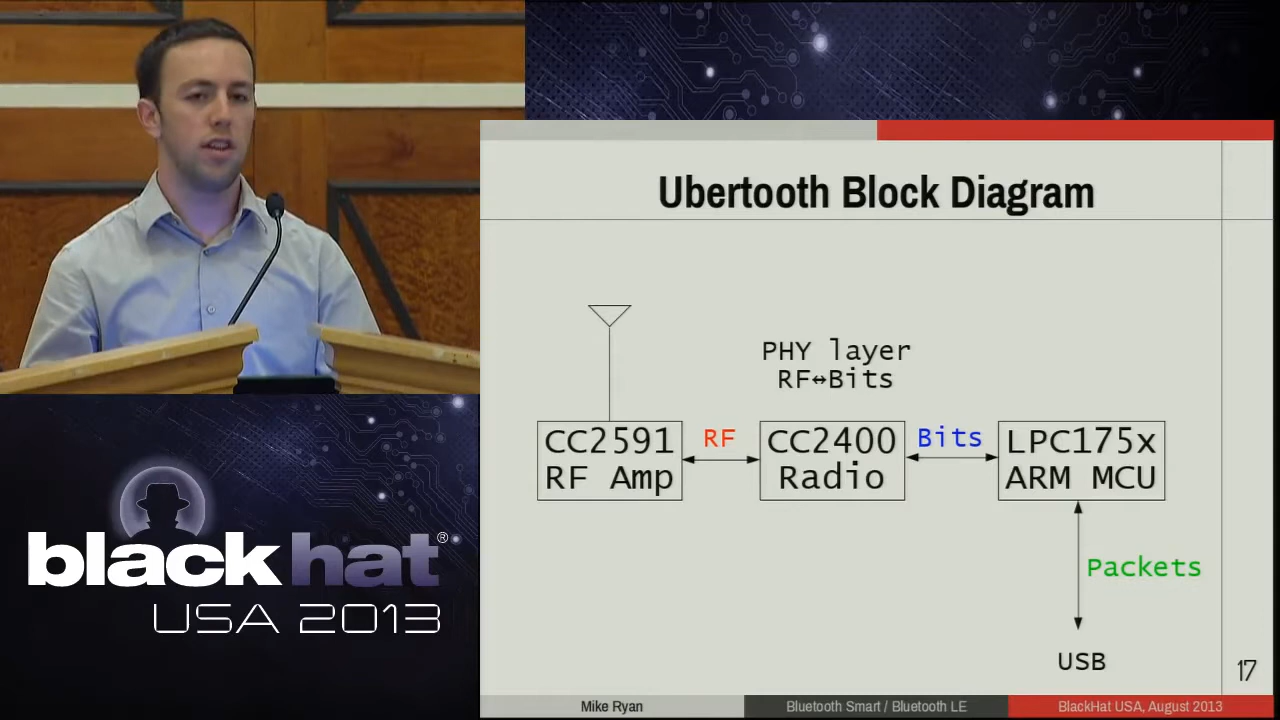 Ubertooth Block Diagram
PHY layer
RF↔Bits
CC2591
RF Amp
RF
CC2400
Radio
Bits
LPC175x
ARM MCU
Packets
USB
17
black hat®
USA 2013
Mike Ryan
Bluetooth Smart / Bluetooth LE
BlackHat USA, August 2013